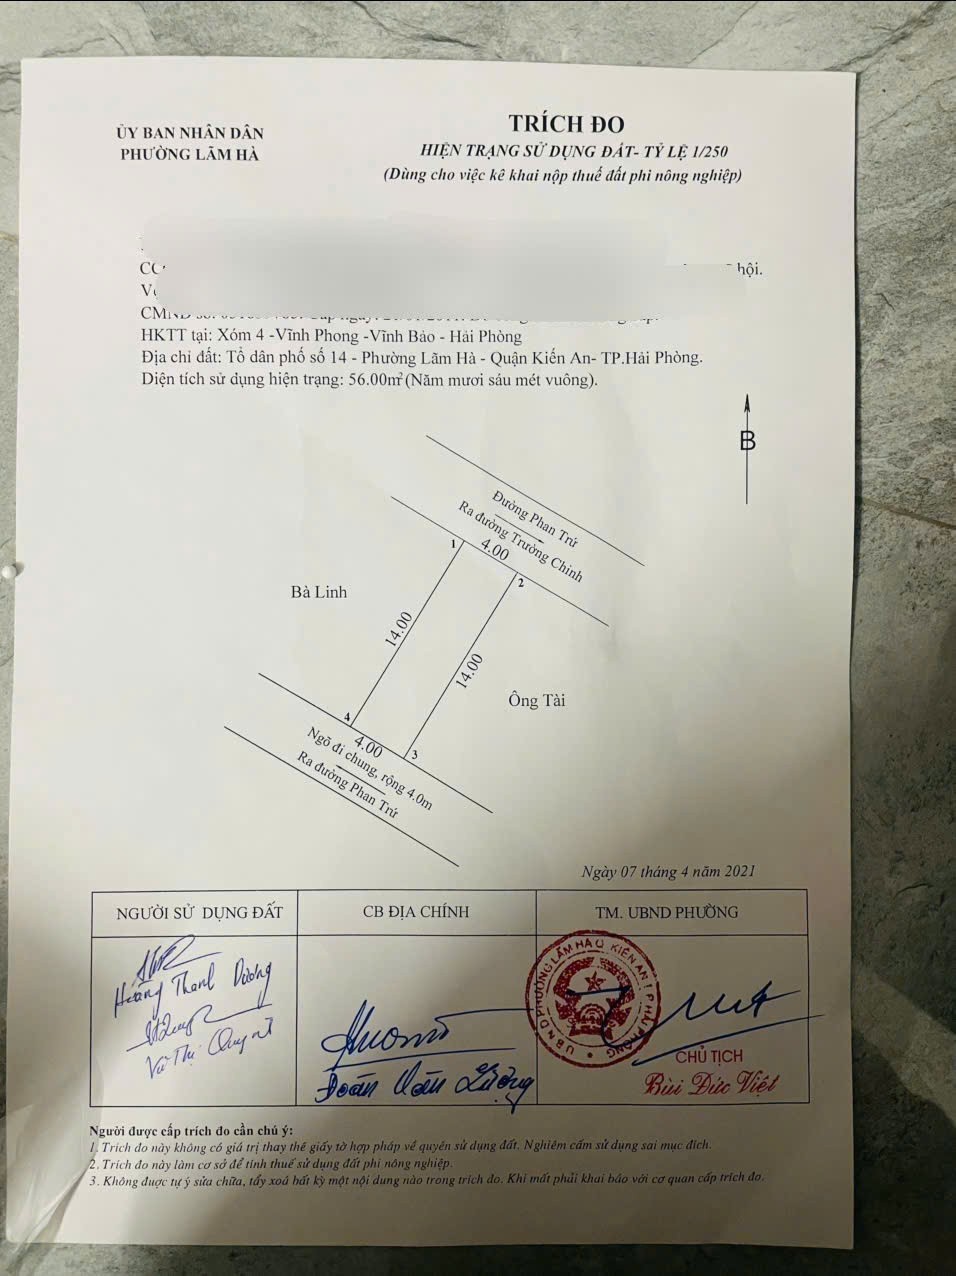 ỦY BAN NHÂN DÂN
PHƯỜNG LÃM HÀ
TRÍCH ĐO
HIỆN TRẠNG SỬ DỤNG ĐẤT- TỶ LỆ 1/250
(Dùng cho việc kê khai nộp thuế đất phi nông nghiệp)
hội.
HKTT tại: Xóm 4 -Vĩnh Phong -Vĩnh Bảo - Hải Phòng
Địa chỉ đất: Tổ dân phố số 14 - Phường Lãm Hà - Quận Kiến An- TP.Hải Phòng.
Diện tích sử dụng hiện trạng: 56.00m²(Năm mươi sáu mét vuông).
B
Đường Phan Trứ
Ra đường Trường Chinh
1
4.00
2
Bà Linh
14.00
14.00
Ông Tài
4
4.00
3
Ngõ đi chung, rộng 4.0m
Ra đường Phan Trứ
Ngày 07 tháng 4 năm 2021
NGƯỜI SỬ DỤNG ĐẤT
CB ĐỊA CHÍNH
TM. UBND PHƯỜNG
Hoàng Thanh Dương
Vũ Thị Quỳnh
Đoàn Văn Lượng
U.B.N.D PHƯỜNG LÃM HÀ Q. KIẾN AN T.P HẢI PHÒNG
CHỦ TỊCH
Bùi Đức Việt
Người được cấp trích đo cần chú ý:
1. Trích đo này không có giá trị thay thế giấy tờ hợp pháp về quyền sử dụng đất. Nghiêm cấm sử dụng sai mục đích.
2. Trích đo này làm cơ sở để tính thuế sử dụng đất phi nông nghiệp.
3. Không được tự ý sửa chữa, tẩy xoá bất kỳ một nội dung nào trong trích đo. Khi mất phải khai báo với cơ quan cấp trích đo.